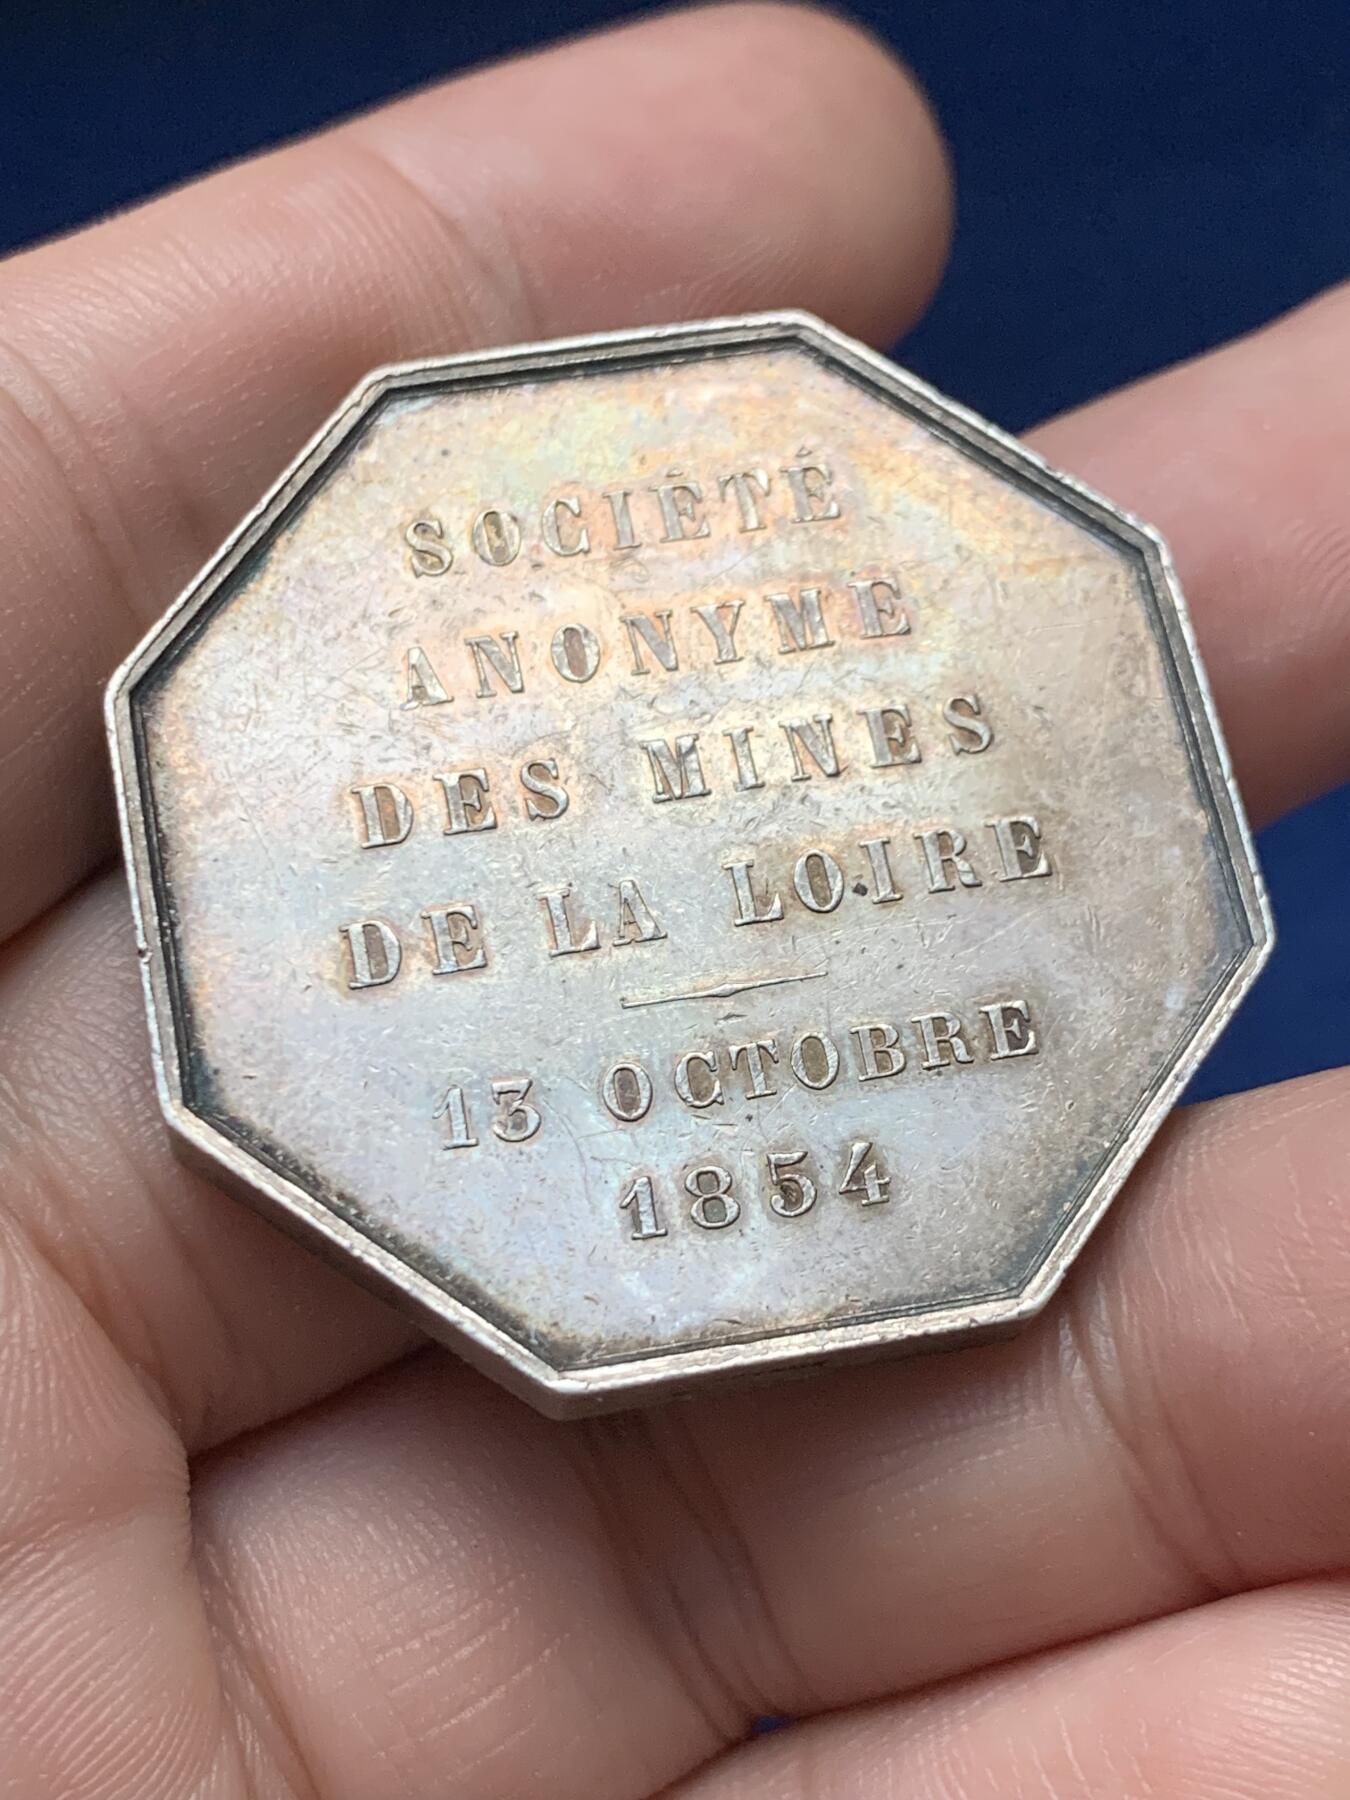 SOCIÉTÉ
ANONYME
DES MINES
DE LA LOIRE
13 OCTOBRE
1854